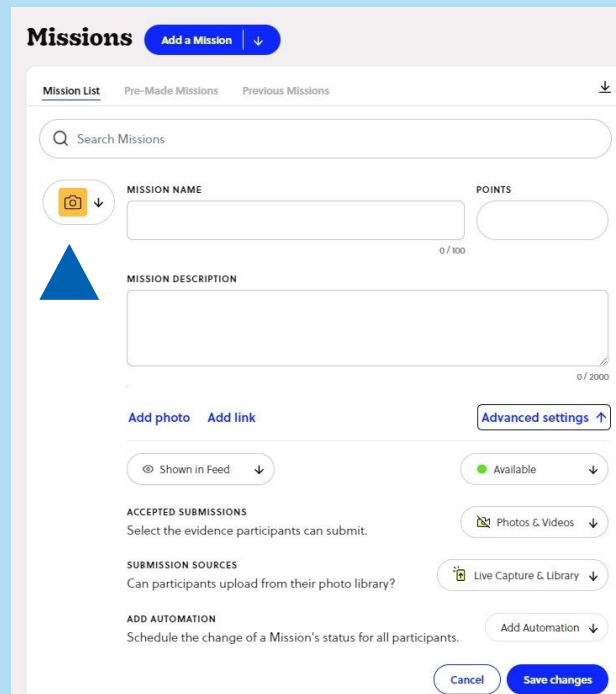 Missions
Add a Mission
Mission List Pre-Made Missions Previous Missions
Search Missions
MISSION NAME POINTS
0 / 100
MISSION DESCRIPTION
0 / 2000
Add photo Add link Advanced settings
Shown in Feed Available
ACCEPTED SUBMISSIONS
Select the evidence participants can submit. Photos & Videos
SUBMISSION SOURCES
Can participants upload from their photo library? Live Capture & Library
ADD AUTOMATION
Schedule the change of a Mission's status for all participants. Add Automation
Cancel Save changes